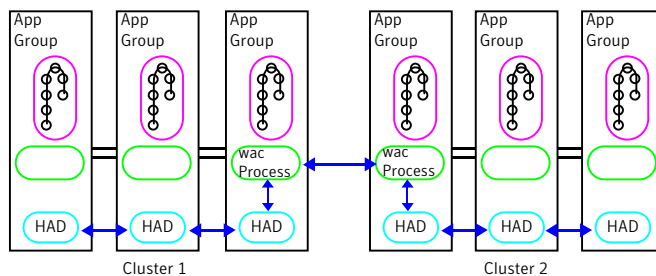 App
Group
App
Group
App
Group
App
Group
App
Group
App
Group
wac
Process
wac
Process
HAD
HAD
HAD
HAD
HAD
HAD
Cluster 1
Cluster 2